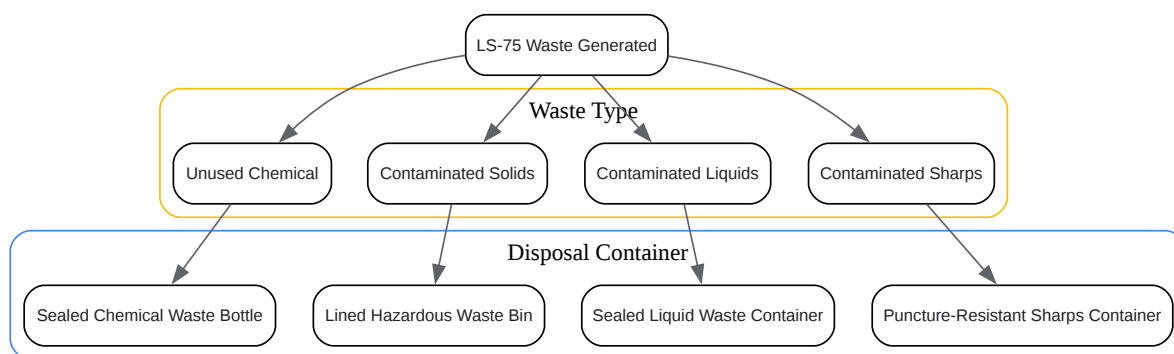 LS-75 Waste Generated
Waste Type
Unused Chemical
Contaminated Solids
Contaminated Liquids
Contaminated Sharps
Disposal Container
Sealed Chemical Waste Bottle
Lined Hazardous Waste Bin
Sealed Liquid Waste Container
Puncture-Resistant Sharps Container